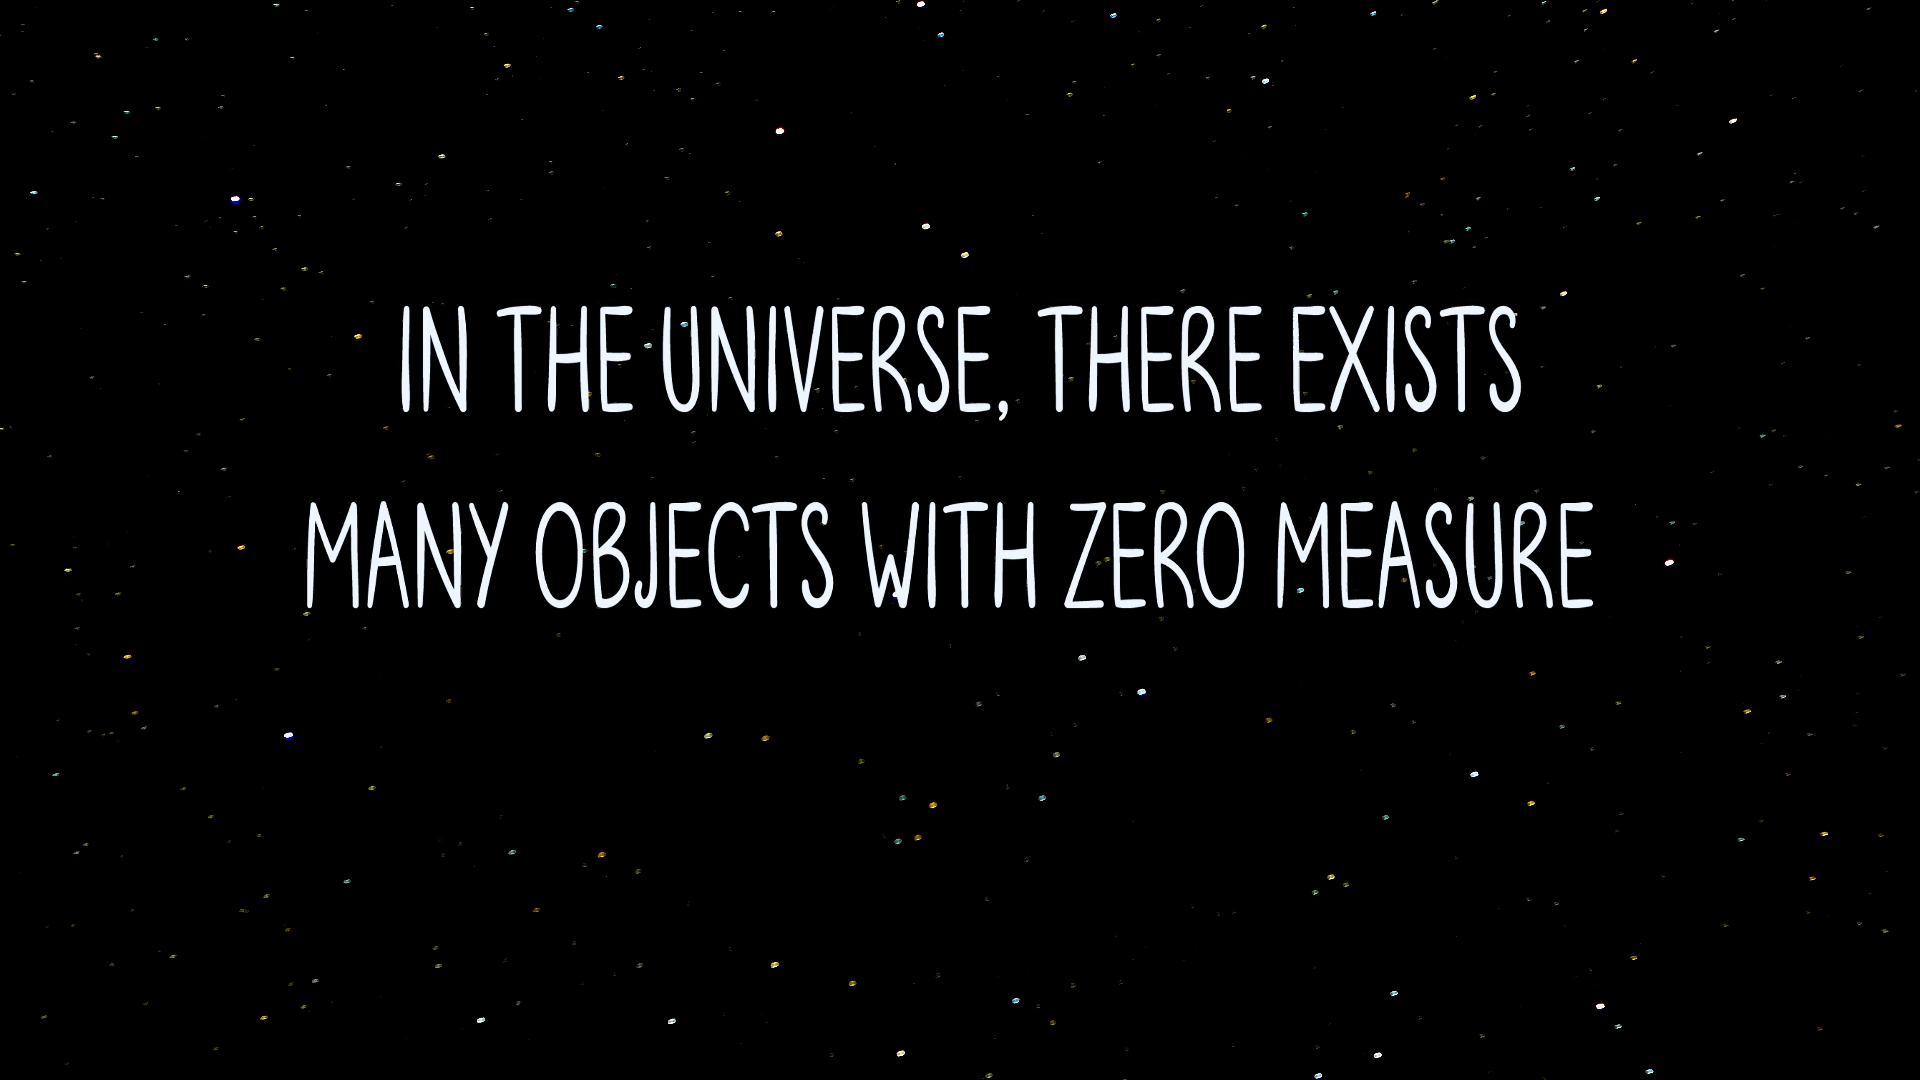 IN THE UNIVERSE, THERE EXISTS
MANY OBJECTS WITH ZERO MEASURE